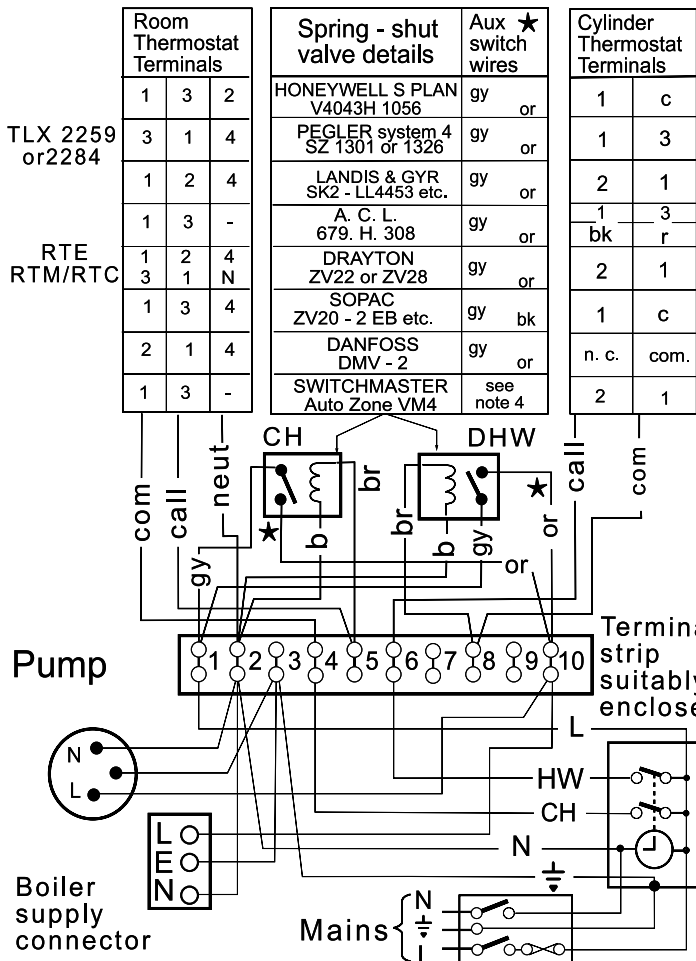 Room
Thermostat
Terminals
Spring - shut
valve details
Aux ★
switch
wires
Cylinder
Thermostat
Terminals
1 3 2
HONEYWELL S PLAN
V4043H 1056
gy or
1 c
TLX 2259
or2284
3 1 4
PEGLER system 4
SZ 1301 or 1326
gy or
1 3
1 2 4
LANDIS & GYR
SK2 - LL4453 etc.
gy or
2 1
1 3 -
A. C. L.
679. H. 308
gy or
1 3
bk r
RTE
RTM/RTC
1 2 4
3 1 N
DRAYTON
ZV22 or ZV28
gy or
2 1
1 3 4
SOPAC
ZV20 - 2 EB etc.
gy bk
1 c
2 1 4
DANFOSS
DMV - 2
gy or
n. c. com.
1 3 -
SWITCHMASTER
Auto Zone VM4
see
note 4
2 1
CH
DHW
com
call
neut
gy
★
b
br
br
b
gy
★
or
or
call
com
1 2 3 4 5 6 7 8 9 10
Termina
strip
suitably
enclose
Pump
N
L
L
HW
CH
N
L
E
N
Boiler
supply
connector
Mains
N
L